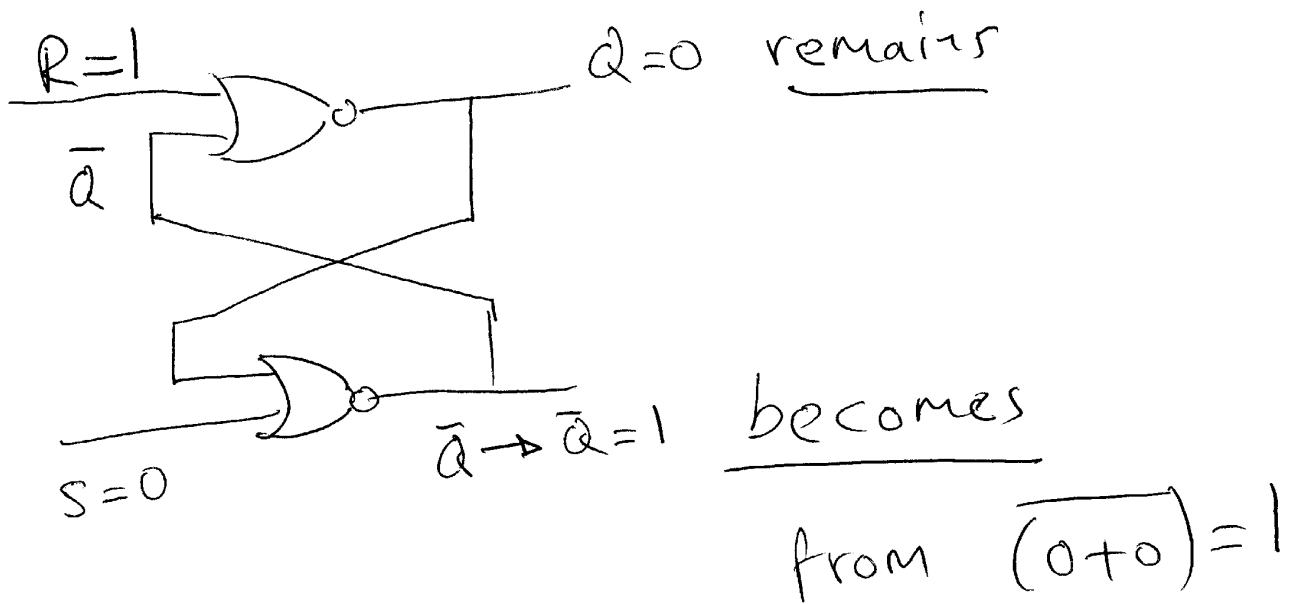 R=1
Q=0 remains
Q̄
Q̄→Q̄=1 becomes
S=0
from (0+0)̅=1